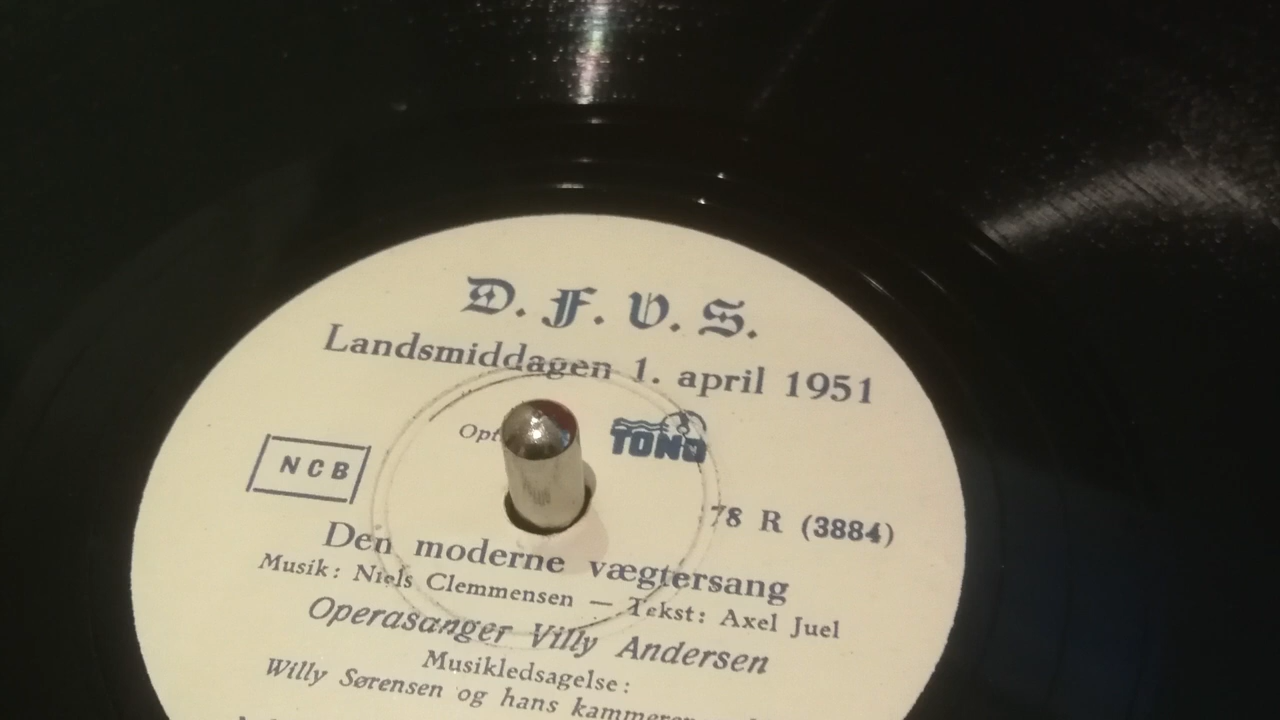 D. F. V. S.
Landsmiddagen 1. april 1951
TONO
NCB
78 R (3884)
Den moderne vægtersang
Musik: Niels Clemmensen — Tekst: Axel Juel
Operasanger Villy Andersen
Musikledsagelse:
Willy Sørensen og hans